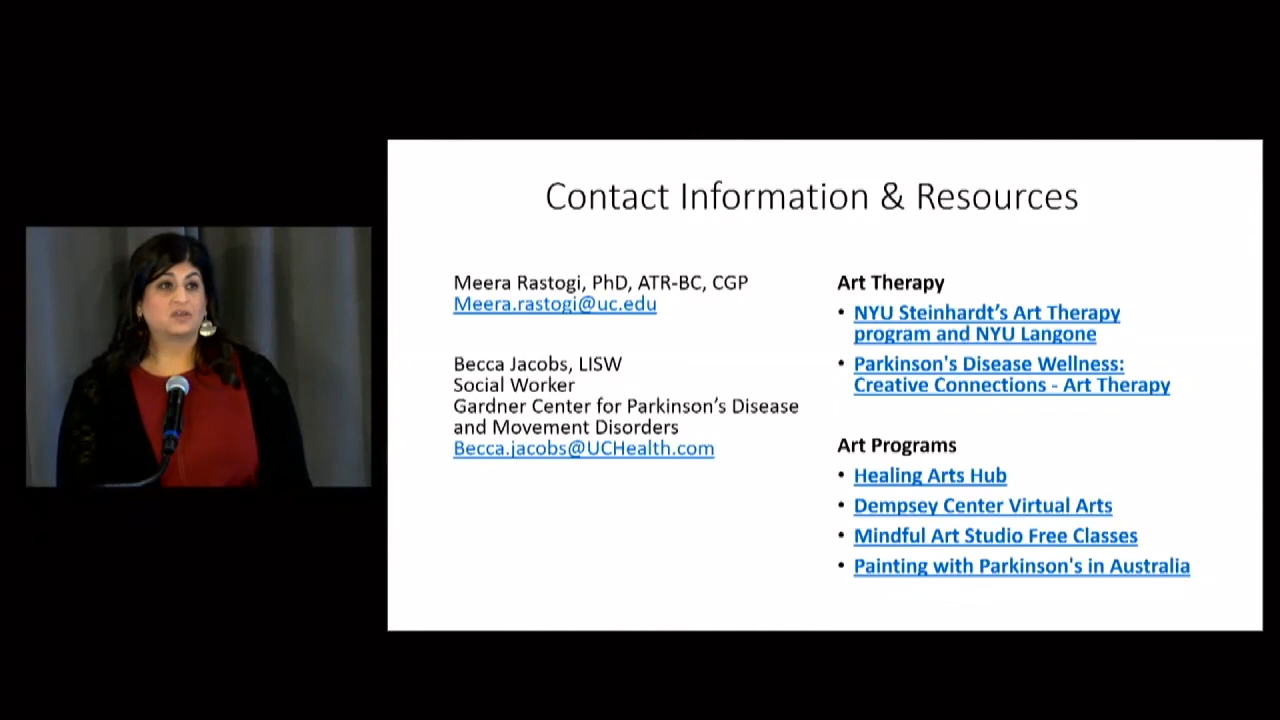 Contact Information & Resources
Meera Rastogi, PhD, ATR-BC, CGP
Meera.rastogi@uc.edu
Becca Jacobs, LISW
Social Worker
Gardner Center for Parkinson’s Disease
and Movement Disorders
Becca.jacobs@UCHealth.com
Art Therapy
• NYU Steinhardt’s Art Therapy
program and NYU Langone
• Parkinson's Disease Wellness:
Creative Connections - Art Therapy
Art Programs
• Healing Arts Hub
• Dempsey Center Virtual Arts
• Mindful Art Studio Free Classes
• Painting with Parkinson's in Australia